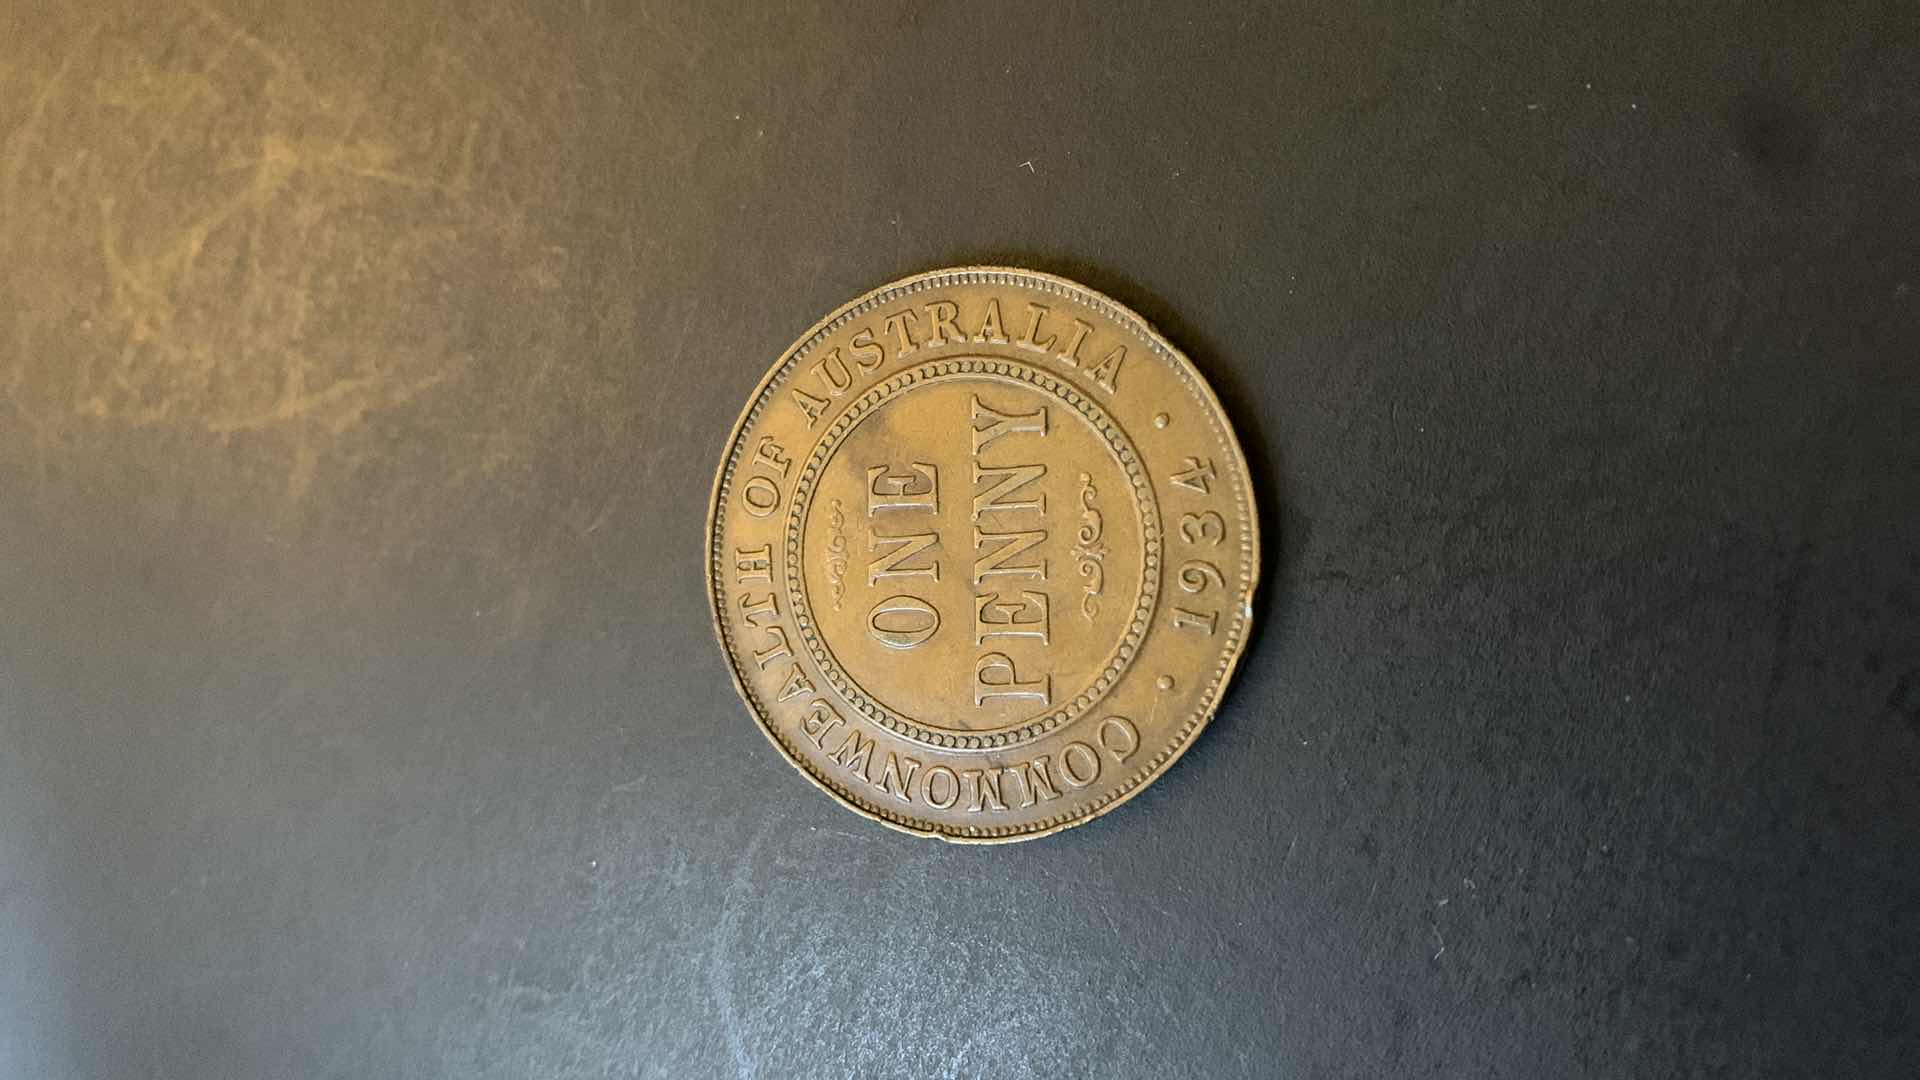 COMMONWEALTH OF AUSTRALIA
ONE
PENNY
· 1934 ·